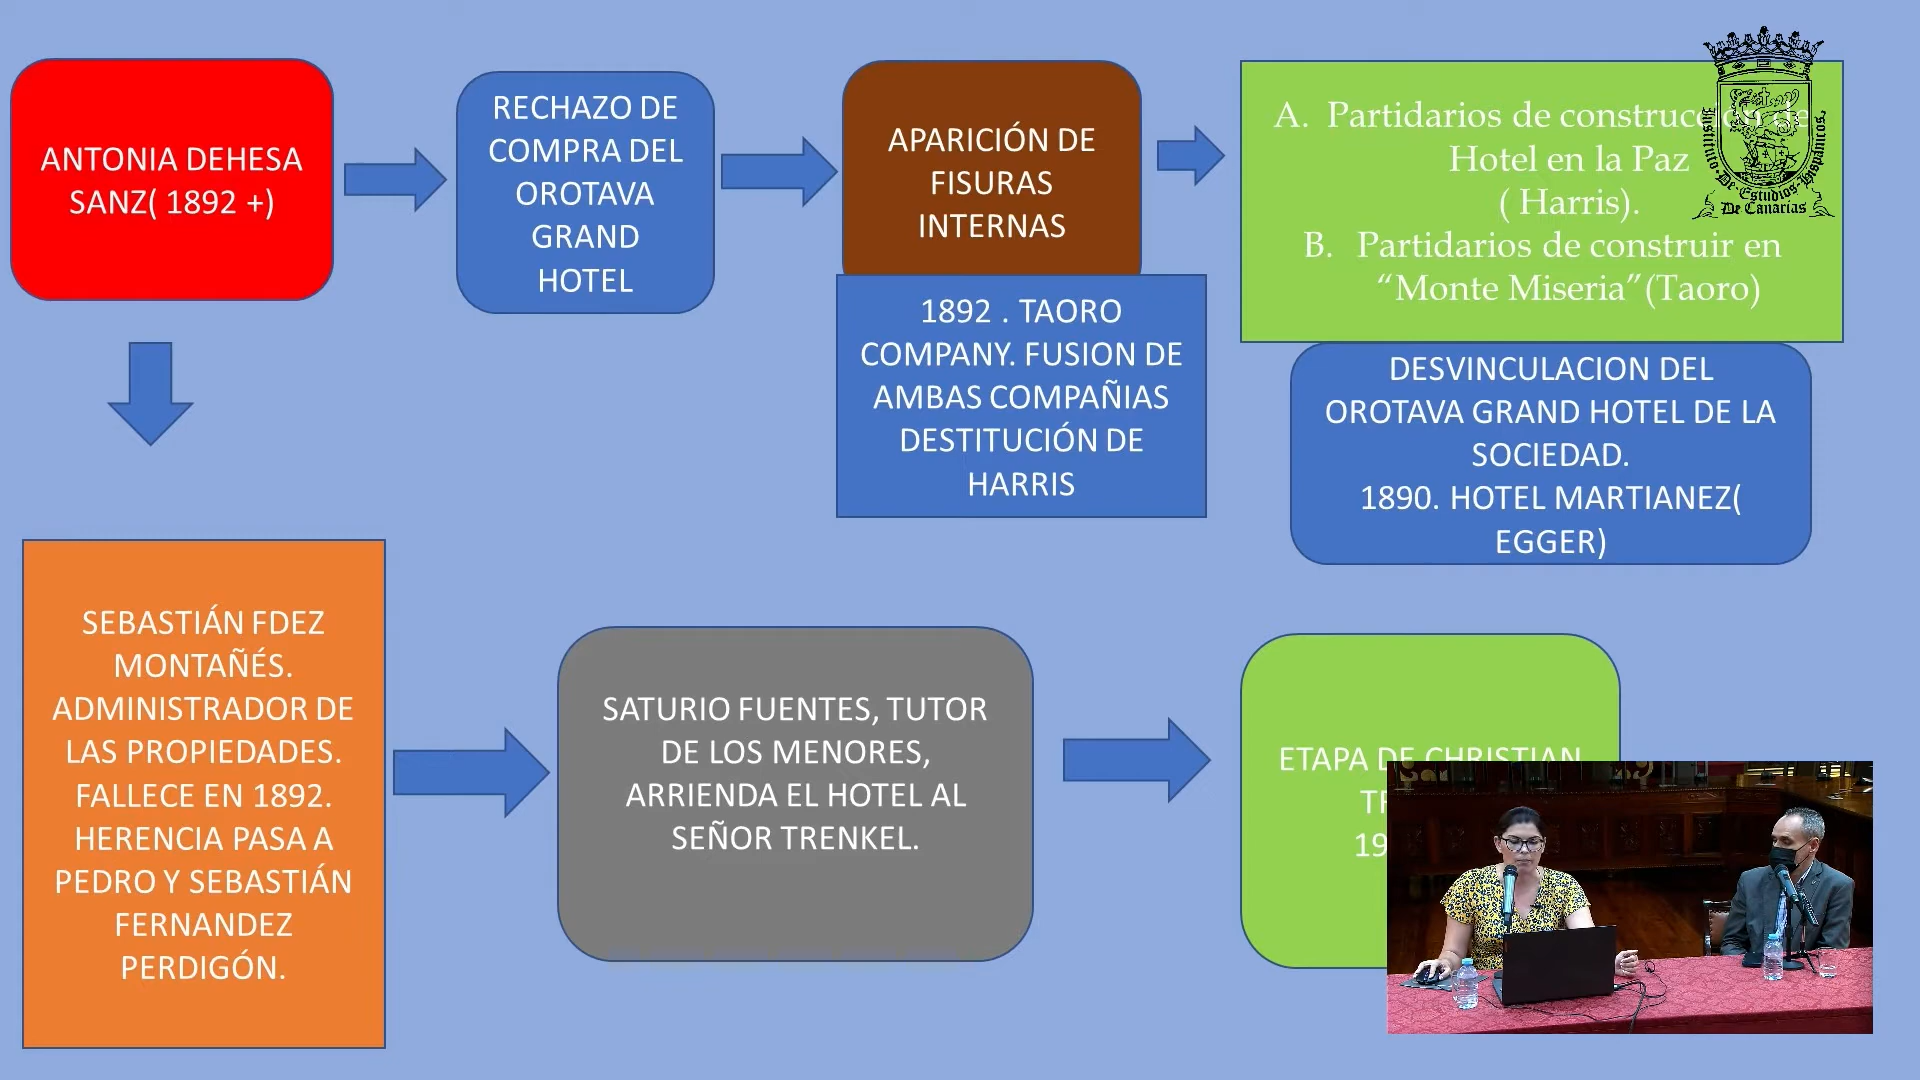 ANTONIA DEHESA
SANZ( 1892 +)
RECHAZO DE
COMPRA DEL
OROTAVA
GRAND
HOTEL
APARICIÓN DE
FISURAS
INTERNAS
1892 . TAORO
COMPANY. FUSION DE
AMBAS COMPAÑIAS
DESTITUCIÓN DE
HARRIS
A. Partidarios de construcción de
Hotel en la Paz
( Harris).
B. Partidarios de construir en
“Monte Miseria”(Taoro)
Instituto-De-Estudios-Hispánicos
De Canarias
DESVINCULACION DEL
OROTAVA GRAND HOTEL DE LA
SOCIEDAD.
1890. HOTEL MARTIANEZ(
EGGER)
SEBASTIÁN FDEZ
MONTAÑÉS.
ADMINISTRADOR DE
LAS PROPIEDADES.
FALLECE EN 1892.
HERENCIA PASA A
PEDRO Y SEBASTIÁN
FERNANDEZ
PERDIGÓN.
SATURIO FUENTES, TUTOR
DE LOS MENORES,
ARRIENDA EL HOTEL AL
SEÑOR TRENKEL.
ETAPA DE CHRISTIAN